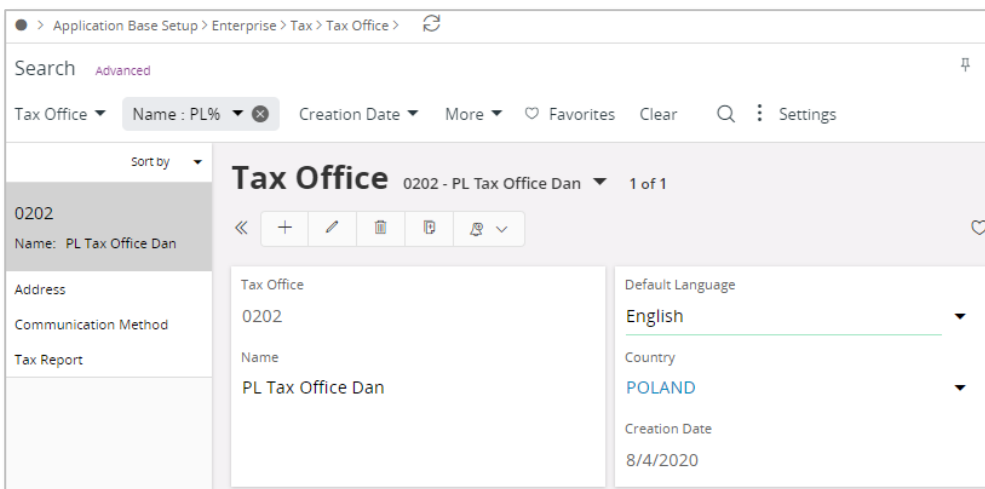 > Application Base Setup > Enterprise > Tax > Tax Office >
Search Advanced
Tax Office Name : PL% Creation Date More Favorites Clear Settings
Sort by
Tax Office 0202 - PL Tax Office Dan 1 of 1
0202
Name: PL Tax Office Dan
Address
Communication Method
Tax Report
Tax Office
0202
Name
PL Tax Office Dan
Default Language
English
Country
POLAND
Creation Date
8/4/2020